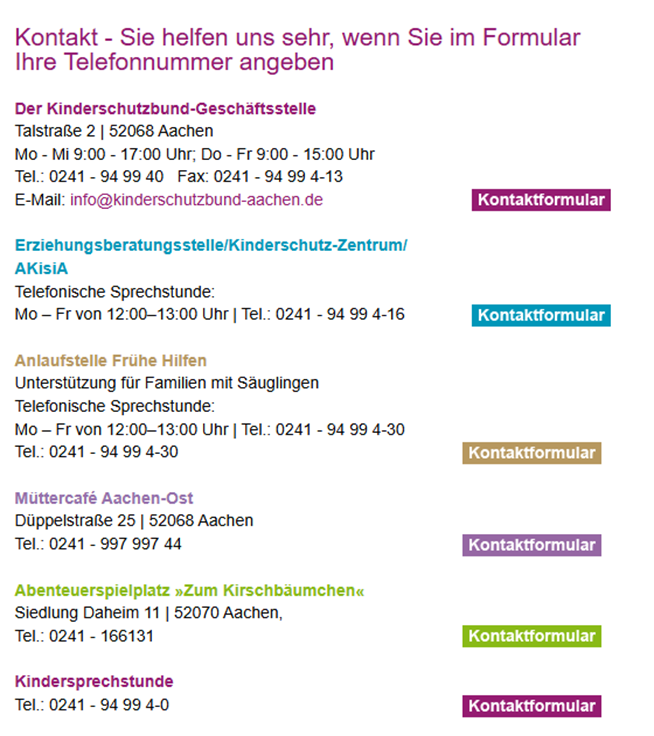 Kontakt - Sie helfen uns sehr, wenn Sie im Formular
Ihre Telefonnummer angeben
Der Kinderschutzbund-Geschäftsstelle
Talstraße 2 | 52068 Aachen
Mo - Mi 9:00 - 17:00 Uhr; Do - Fr 9:00 - 15:00 Uhr
Tel.: 0241 - 94 99 40   Fax: 0241 - 94 99 4-13
E-Mail: info@kinderschutzbund-aachen.de Kontaktformular
Erziehungsberatungsstelle/Kinderschutz-Zentrum/
AKisiA
Telefonische Sprechstunde:
Mo – Fr von 12:00–13:00 Uhr | Tel.: 0241 - 94 99 4-16 Kontaktformular
Anlaufstelle Frühe Hilfen
Unterstützung für Familien mit Säuglingen
Telefonische Sprechstunde:
Mo – Fr von 12:00–13:00 Uhr | Tel.: 0241 - 94 99 4-30
Tel.: 0241 - 94 99 4-30 Kontaktformular
Müttercafé Aachen-Ost
Düppelstraße 25 | 52068 Aachen
Tel.: 0241 - 997 997 44 Kontaktformular
Abenteuerspielplatz »Zum Kirschbäumchen«
Siedlung Daheim 11 | 52070 Aachen,
Tel.: 0241 - 166131 Kontaktformular
Kindersprechstunde
Tel.: 0241 - 94 99 4-0 Kontaktformular